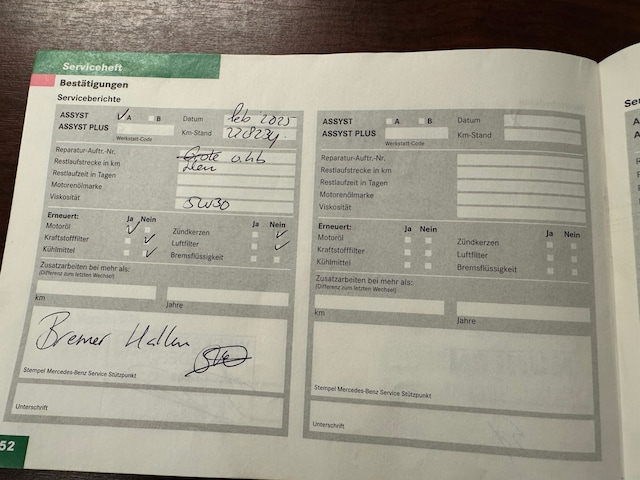 Serviceheft
Bestätigungen
Serviceberichte
ASSYST A B Datum feb 2025
ASSYST PLUS Km-Stand
Werkstatt-Code
Reparatur-Auftr.-Nr.
Restlaufstrecke in km
Restlaufzeit in Tagen
Motorenölmarke
Viskosität 5W30
Erneuert: Ja Nein Ja Nein
Motoröl Zündkerzen
Kraftstofffilter Luftfilter
Kühlmittel Bremsflüssigkeit
Zusatzarbeiten bei mehr als:
(Differenz zum letzten Wechsel)
km Jahre
Bremer Hallen
Stempel Mercedes-Benz Service Stützpunkt
Unterschrift
52
ASSYST A B Datum
ASSYST PLUS Km-Stand
Werkstatt-Code
Reparatur-Auftr.-Nr.
Restlaufstrecke in km
Restlaufzeit in Tagen
Motorenölmarke
Viskosität
Erneuert: Ja Nein Ja Nein
Motoröl Zündkerzen
Kraftstofffilter Luftfilter
Kühlmittel Bremsflüssigkeit
Zusatzarbeiten bei mehr als:
(Differenz zum letzten Wechsel)
km Jahre
Stempel Mercedes-Benz Service Stützpunkt
Unterschrift